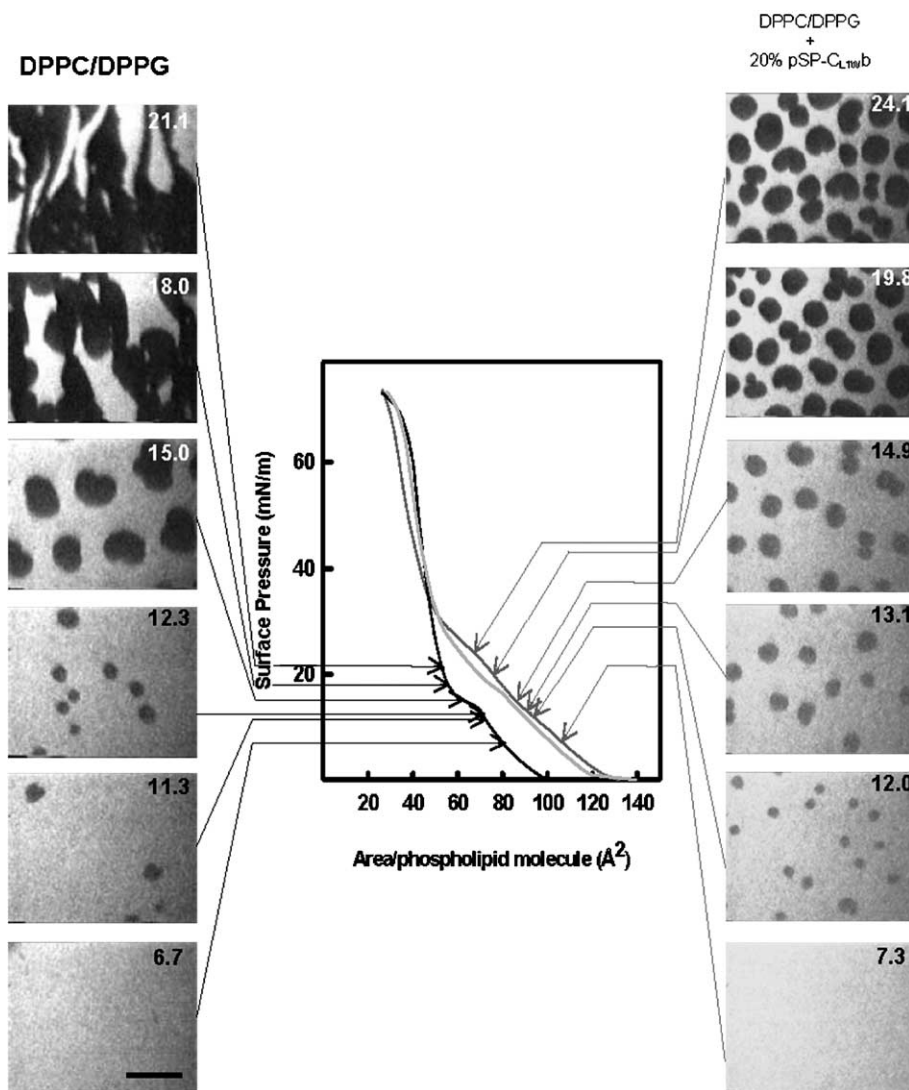 DPPC/DPPG
DPPC/DPPG
+
20% pSP-C
21.1
18.0
15.0
12.3
11.3
6.7
24.1
19.8
14.9
13.1
12.0
7.3
Surface Pressure (mN/m)
60
40
20
20 40 60 80 100 120 140
Area/phospholipid molecule (Å²)